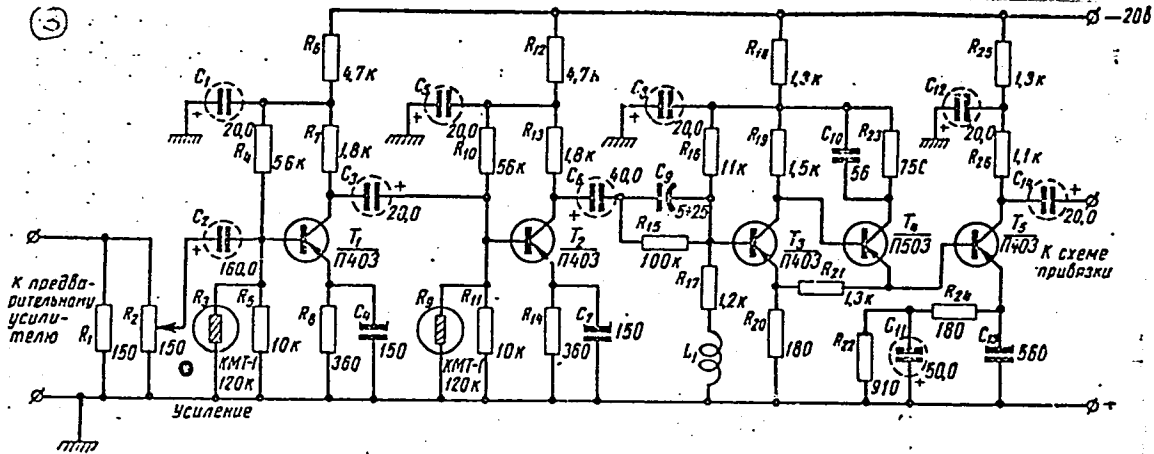 —20в
R6
4,7к
R12
4,7к
R18
1,3к
R25
1,3к
C1
20,0
R4
56к
R7
1,8к
C3
20,0
C5
20,0
R10
56к
R13
1,8к
C6
40,0
C9
5÷25
20,0
R16
11к
R19
1,5к
C10
56
R23
750
C12
20,0
R26
1,1к
C14
20,0
C2
160,0
T1
П403
T2
П403
R15
100к
T3
П403
T4
П503
T5
П403
К схеме
привязки
К предва-
рительному
усили-
телю
R1
150
R2
150
R3
КМТ-1
120к
R5
10к
R8
360
C4
150
R9
КМТ-1
120к
R11
10к
R14
360
C7
150
R17
1,2к
L1
R20
180
R21
1,3к
R22
910
C11
50,0
R24
180
C13
560
Усиление
+